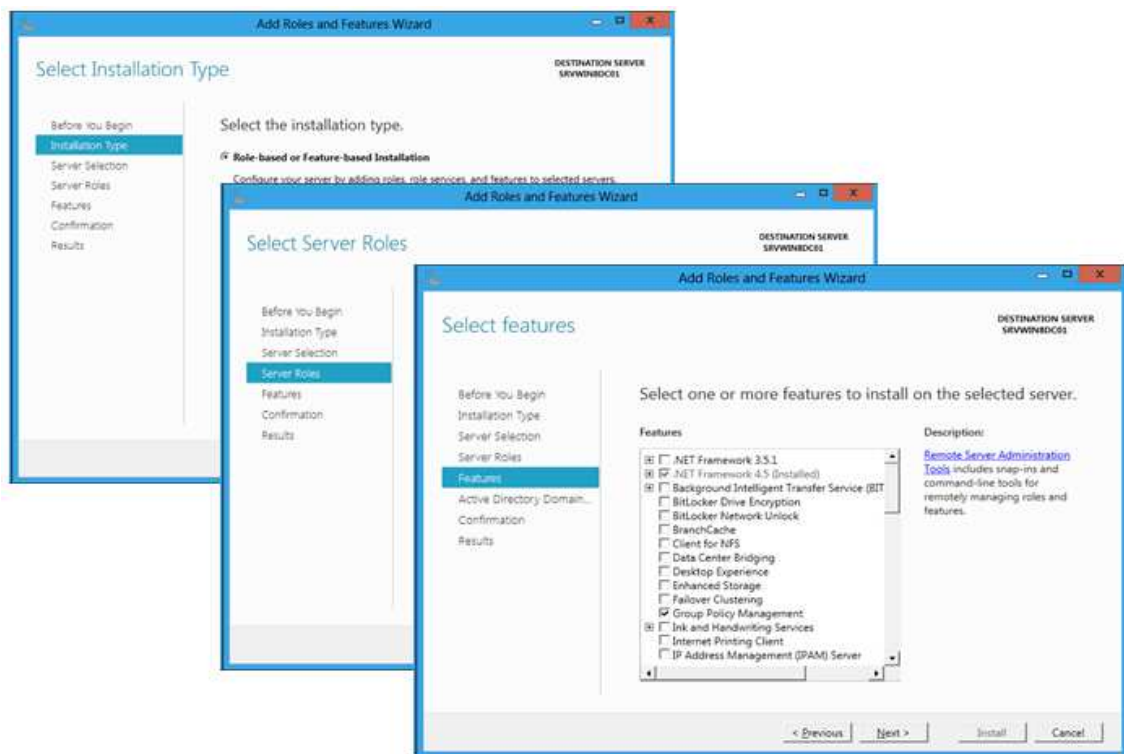 Add Roles and Features Wizard
Select Installation Type
DESTINATION SERVER
SRVWIN8DC01
Before You Begin
Installation Type
Server Selection
Server Roles
Features
Confirmation
Results
Select the installation type.
Role-based or Feature-based Installation
Configure your server by adding roles, role services, and features to selected servers.
Add Roles and Features Wizard
Select Server Roles
DESTINATION SERVER
SRVWIN8DC01
Before You Begin
Installation Type
Server Selection
Server Roles
Features
Confirmation
Results
Add Roles and Features Wizard
Select features
DESTINATION SERVER
SRVWIN8DC01
Before You Begin
Installation Type
Server Selection
Server Roles
Features
Active Directory Domain...
Confirmation
Results
Select one or more features to install on the selected server.
Features
.NET Framework 3.5.1
.NET Framework 4.5 (Installed)
Background Intelligent Transfer Service (BIT
BitLocker Drive Encryption
BitLocker Network Unlock
BranchCache
Client for NFS
Data Center Bridging
Desktop Experience
Enhanced Storage
Failover Clustering
Group Policy Management
Ink and Handwriting Services
Internet Printing Client
IP Address Management (IPAM) Server
Description:
Remote Server Administration
Tools includes snap-ins and
command-line tools for
remotely managing roles and
features.
< Previous
Next >
Install
Cancel